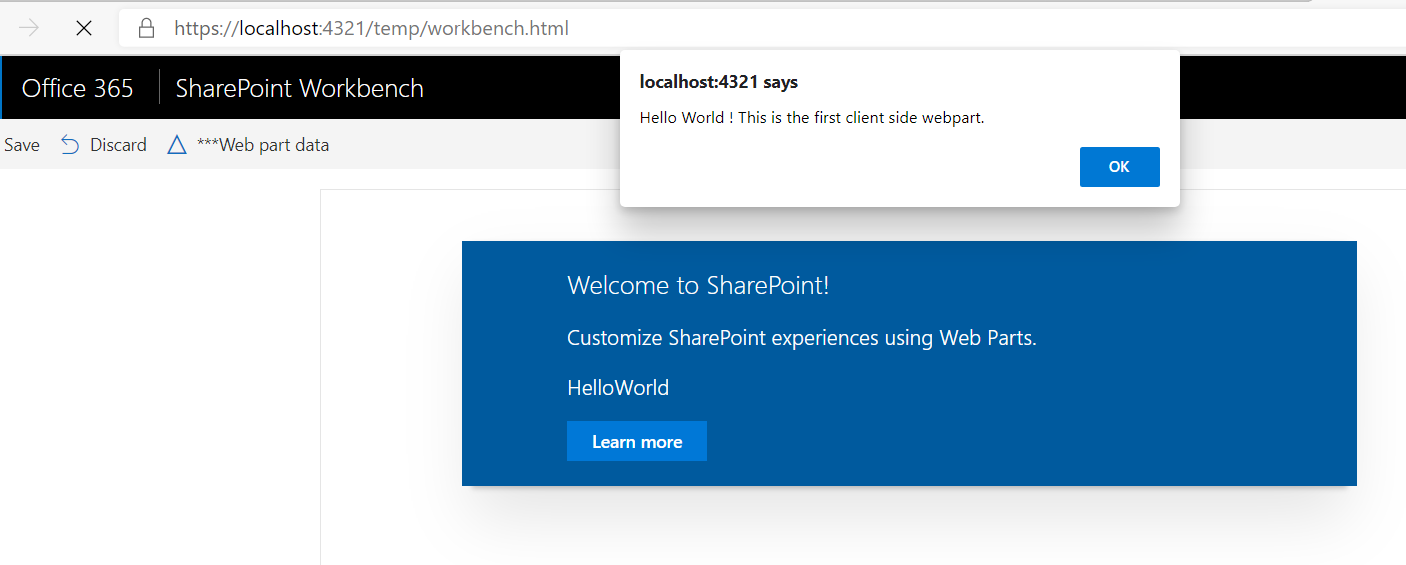 https://localhost:4321/temp/workbench.html
localhost:4321 says
Hello World ! This is the first client side webpart.
OK
Office 365 SharePoint Workbench
Save Discard ***Web part data
Welcome to SharePoint!
Customize SharePoint experiences using Web Parts.
HelloWorld
Learn more